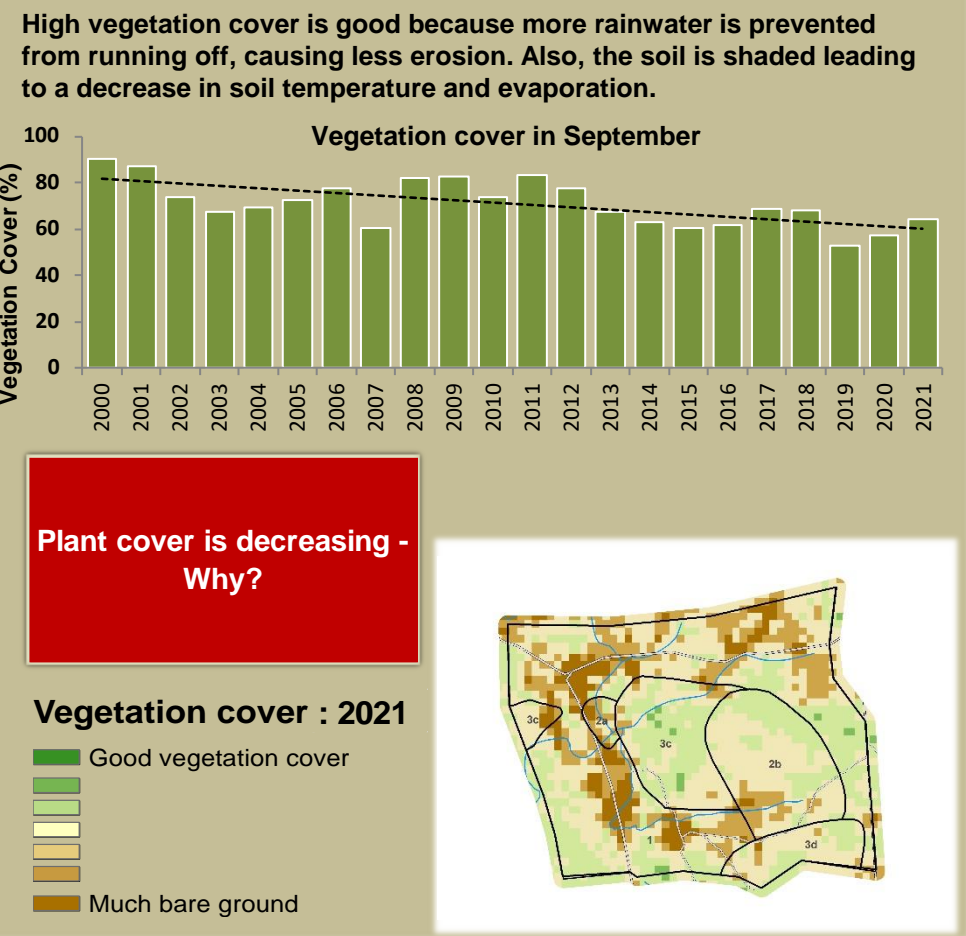 High vegetation cover is good because more rainwater is prevented
from running off, causing less erosion. Also, the soil is shaded leading
to a decrease in soil temperature and evaporation.
Vegetation cover in September
Vegetation Cover (%)
100
80
60
40
20
0
2000 2001 2002 2003 2004 2005 2006 2007 2008 2009 2010 2011 2012 2013 2014 2015 2016 2017 2018 2019 2020 2021
Plant cover is decreasing -
Why?
Vegetation cover : 2021
Good vegetation cover
Much bare ground
3c
2a
3c
2b
1
3d